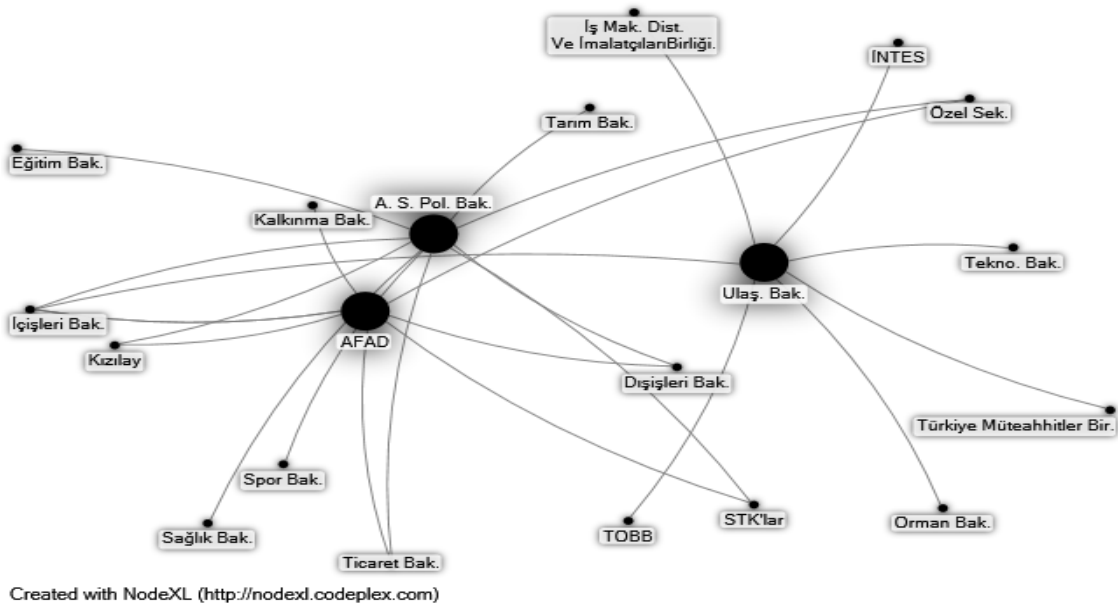 İş Mak. Dist.
Ve İmalatçılarıBirliği.
İNTES
Özel Sek.
Tarım Bak.
Eğitim Bak.
A. S. Pol. Bak.
Kalkınma Bak.
Tekno. Bak.
Ulaş. Bak.
İçişleri Bak.
AFAD
Kızılay
Dışişleri Bak.
Türkiye Müteahhitler Bir.
Spor Bak.
STK'lar
Orman Bak.
Sağlık Bak.
TOBB
Ticaret Bak.
Created with NodeXL (http://nodexl.codeplex.com)